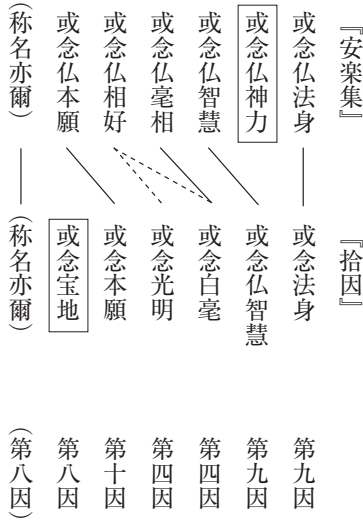 『安楽集』
『拾因』
或念仏法身
或念法身
第九因
或念仏神力
或念仏智慧
第九因
或念仏智慧
或念白毫
第四因
或念仏毫相
或念光明
第四因
或念仏相好
或念本願
第十因
或念仏本願
或念宝地
第八因
(称名亦爾)
(称名亦爾)
(第八因)